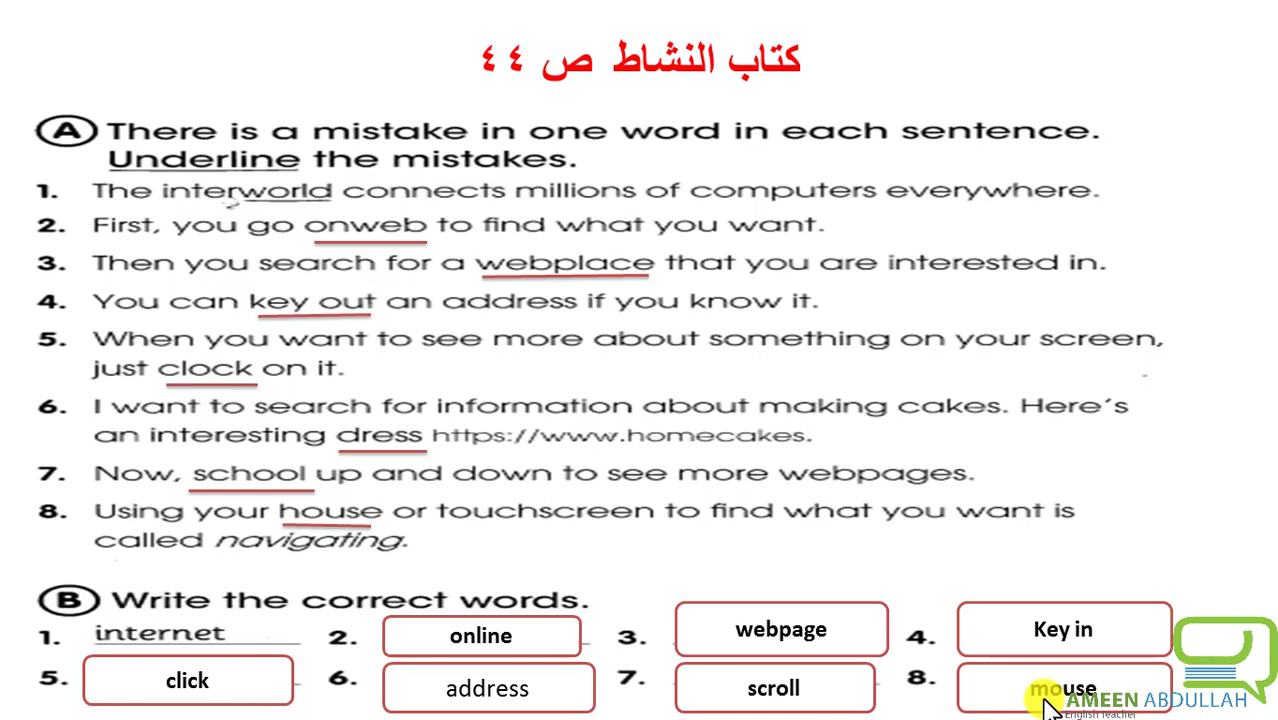 كتاب النشاط ص ٤٤
A There is a mistake in one word in each sentence.
Underline the mistakes.
1. The interworld connects millions of computers everywhere.
2. First, you go onweb to find what you want.
3. Then you search for a webplace that you are interested in.
4. You can key out an address if you know it.
5. When you want to see more about something on your screen,
just clock on it.
6. I want to search for information about making cakes. Here's
an interesting dress https://www.homecakes.
7. Now, school up and down to see more webpages.
8. Using your house or touchscreen to find what you want is
called navigating.
B Write the correct words.
1. internet 2. online 3. webpage 4. Key in
5. click 6. address 7. scroll 8. mouse
AMEEN ABDULLAH
English Teacher